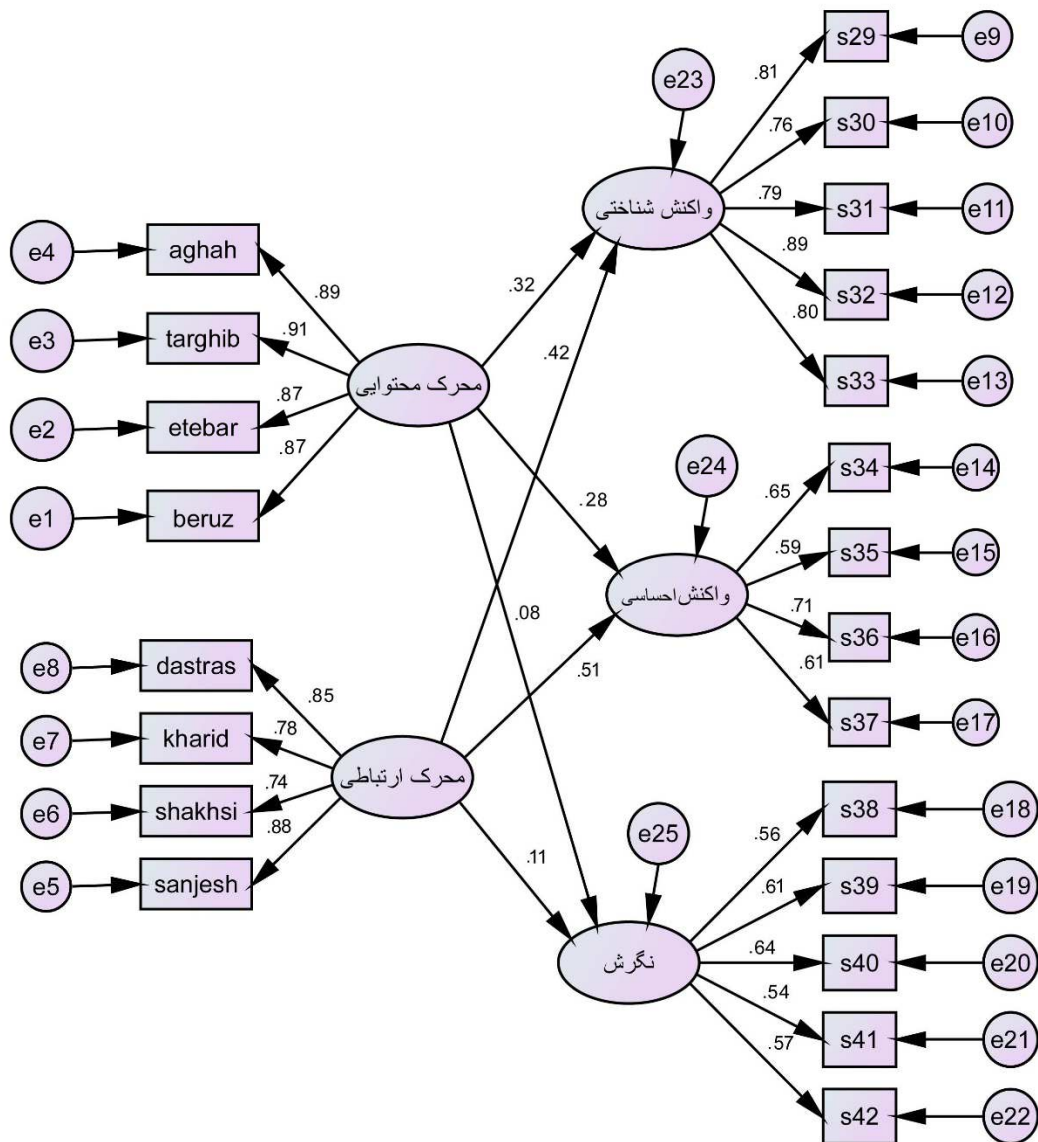 s29
e9
e23
.81
s30
e10
.76
.79
s31
e11
واکنش شناختی
.89
s32
e12
.80
s33
e13
e4
aghah
.89
e3
targhib
.91
e2
etebar
.87
e1
beruz
.87
محرک محتوایی
.32
.42
.28
.08
e24
s34
e14
.65
s35
e15
.59
واکنش احساسی
.71
s36
e16
.61
s37
e17
e8
dastras
.85
e7
kharid
.78
e6
shakhsi
.74
e5
sanjesh
.88
محرک ارتباطی
.51
.11
e25
s38
e18
.56
s39
e19
.61
نگرش
.64
s40
e20
.54
s41
e21
.57
s42
e22